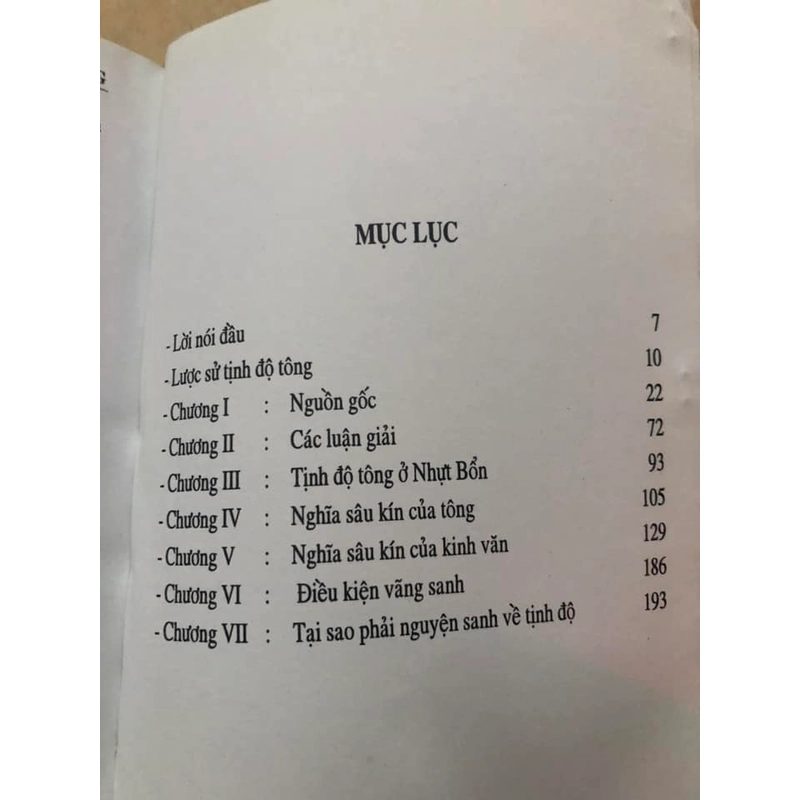 G
MỤC LỤC
- Lời nói đầu 7
- Lược sử tịnh độ tông 10
- Chương I : Nguồn gốc 22
- Chương II : Các luận giải 72
- Chương III : Tịnh độ tông ở Nhựt Bổn 93
- Chương IV : Nghĩa sâu kín của tông 105
- Chương V : Nghĩa sâu kín của kinh văn 129
- Chương VI : Điều kiện vãng sanh 186
- Chương VII : Tại sao phải nguyện sanh về tịnh độ 193